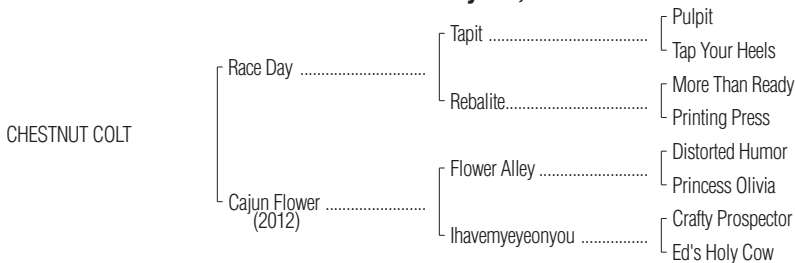 Pulpit
Tapit
Tap Your Heels
Race Day
More Than Ready
Rebalite
Printing Press
CHESTNUT COLT
Distorted Humor
Flower Alley
Princess Olivia
Cajun Flower
(2012)
Crafty Prospector
Ihavemyeyeonyou
Ed's Holy Cow